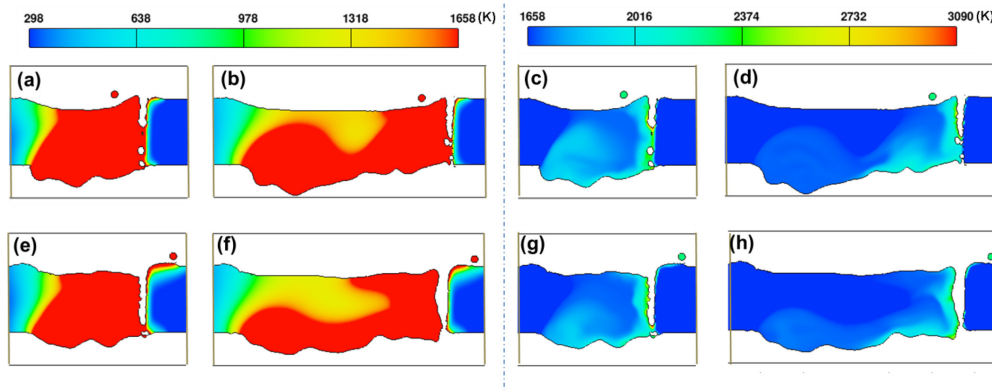 298 638 978 1318 1658 (K) 1658 2016 2374 2732 3090 (K)
(a) (b) (c) (d)
(e) (f) (g) (h)